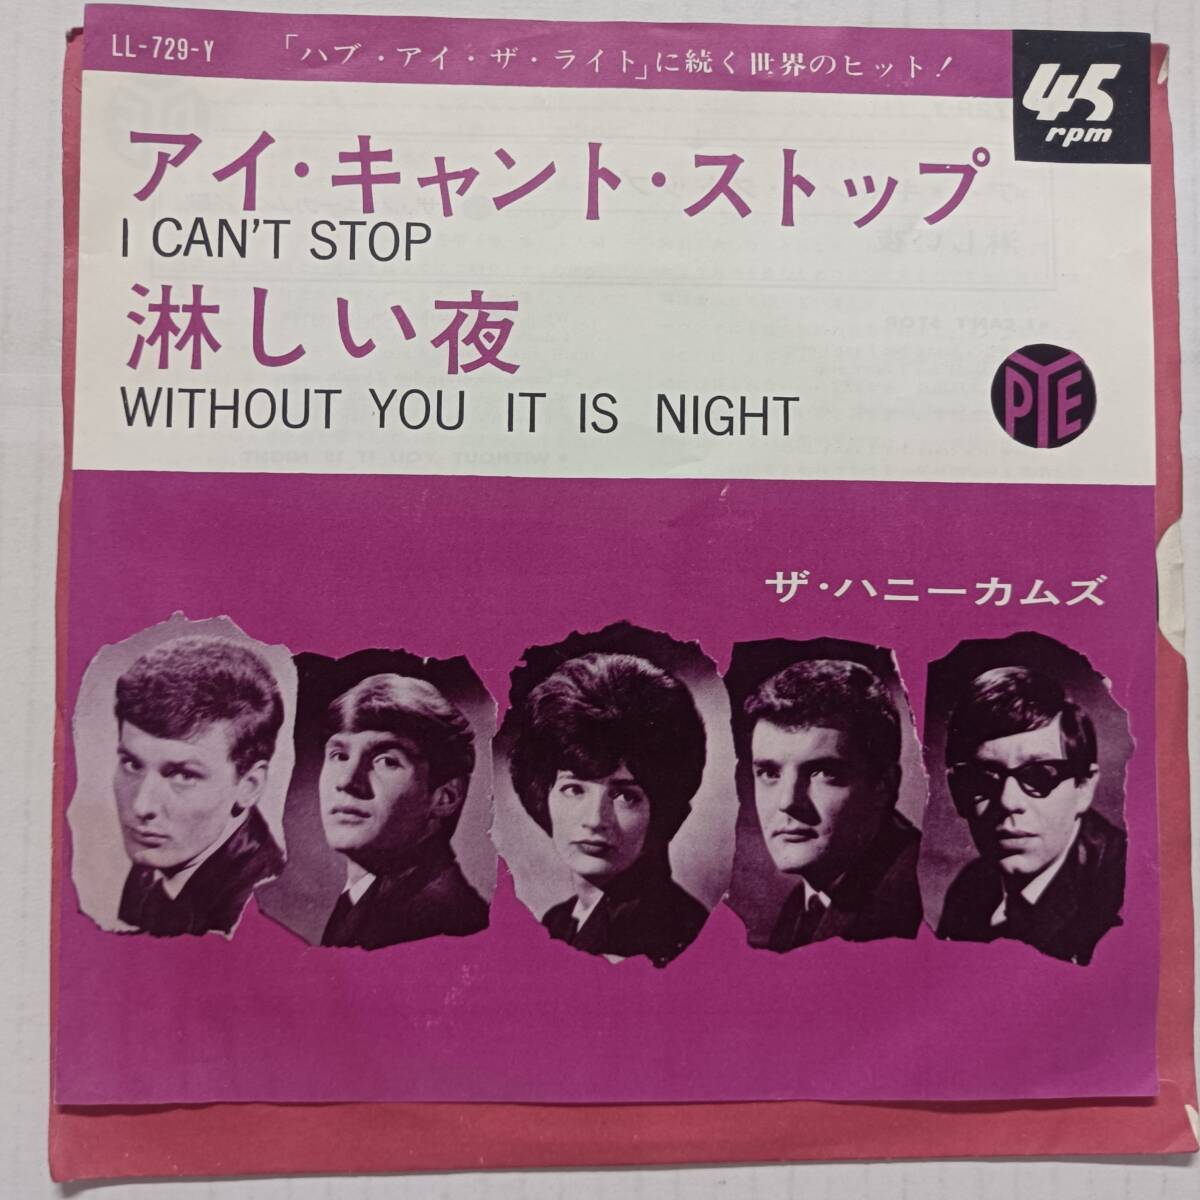 LL-729-Y 「ハブ・アイ・ザ・ライト」に続く世界のヒット!
45
rpm
アイ・キャント・ストップ
I CAN'T STOP
淋しい夜
WITHOUT YOU IT IS NIGHT
PYE
ザ・ハニーカムズ